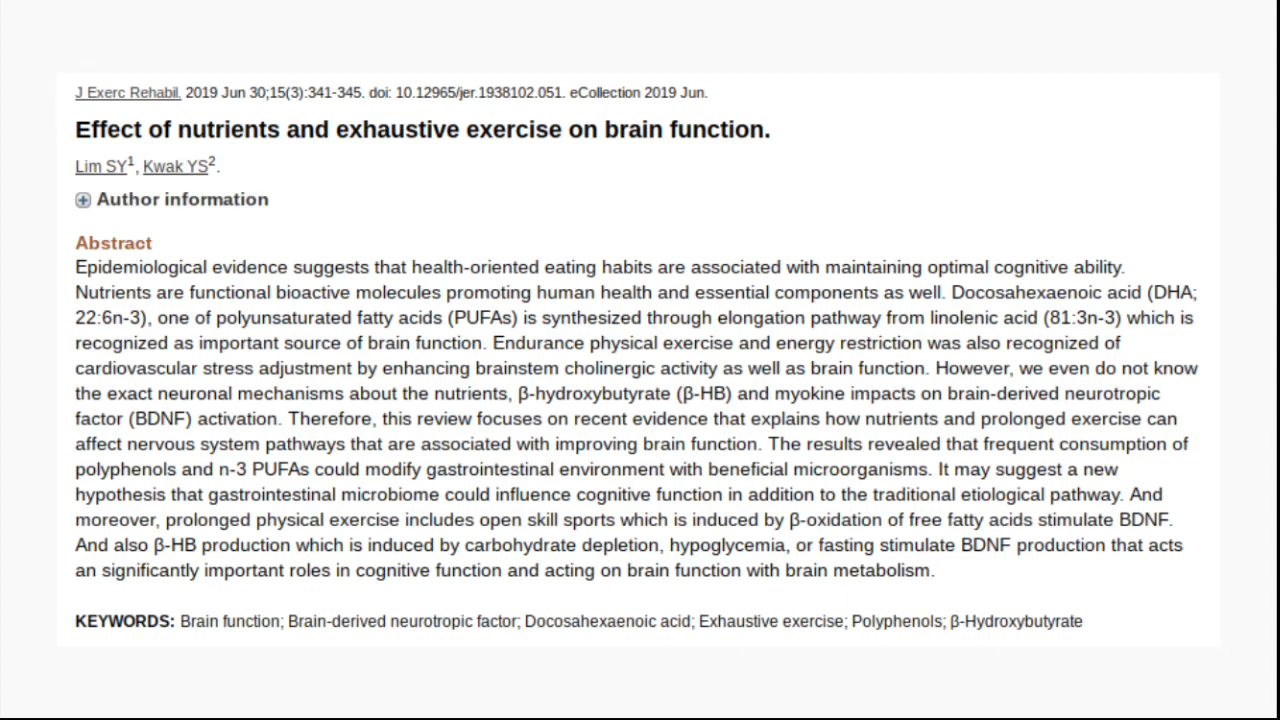 J Exerc Rehabil. 2019 Jun 30;15(3):341-345. doi: 10.12965/jer.1938102.051. eCollection 2019 Jun.
Effect of nutrients and exhaustive exercise on brain function.
Lim SY1, Kwak YS2.
Author information
Abstract
Epidemiological evidence suggests that health-oriented eating habits are associated with maintaining optimal cognitive ability.
Nutrients are functional bioactive molecules promoting human health and essential components as well. Docosahexaenoic acid (DHA;
22:6n-3), one of polyunsaturated fatty acids (PUFAs) is synthesized through elongation pathway from linolenic acid (81:3n-3) which is
recognized as important source of brain function. Endurance physical exercise and energy restriction was also recognized of
cardiovascular stress adjustment by enhancing brainstem cholinergic activity as well as brain function. However, we even do not know
the exact neuronal mechanisms about the nutrients, β-hydroxybutyrate (β-HB) and myokine impacts on brain-derived neurotropic
factor (BDNF) activation. Therefore, this review focuses on recent evidence that explains how nutrients and prolonged exercise can
affect nervous system pathways that are associated with improving brain function. The results revealed that frequent consumption of
polyphenols and n-3 PUFAs could modify gastrointestinal environment with beneficial microorganisms. It may suggest a new
hypothesis that gastrointestinal microbiome could influence cognitive function in addition to the traditional etiological pathway. And
moreover, prolonged physical exercise includes open skill sports which is induced by β-oxidation of free fatty acids stimulate BDNF.
And also β-HB production which is induced by carbohydrate depletion, hypoglycemia, or fasting stimulate BDNF production that acts
an significantly important roles in cognitive function and acting on brain function with brain metabolism.
KEYWORDS: Brain function; Brain-derived neurotropic factor; Docosahexaenoic acid; Exhaustive exercise; Polyphenols; β-Hydroxybutyrate